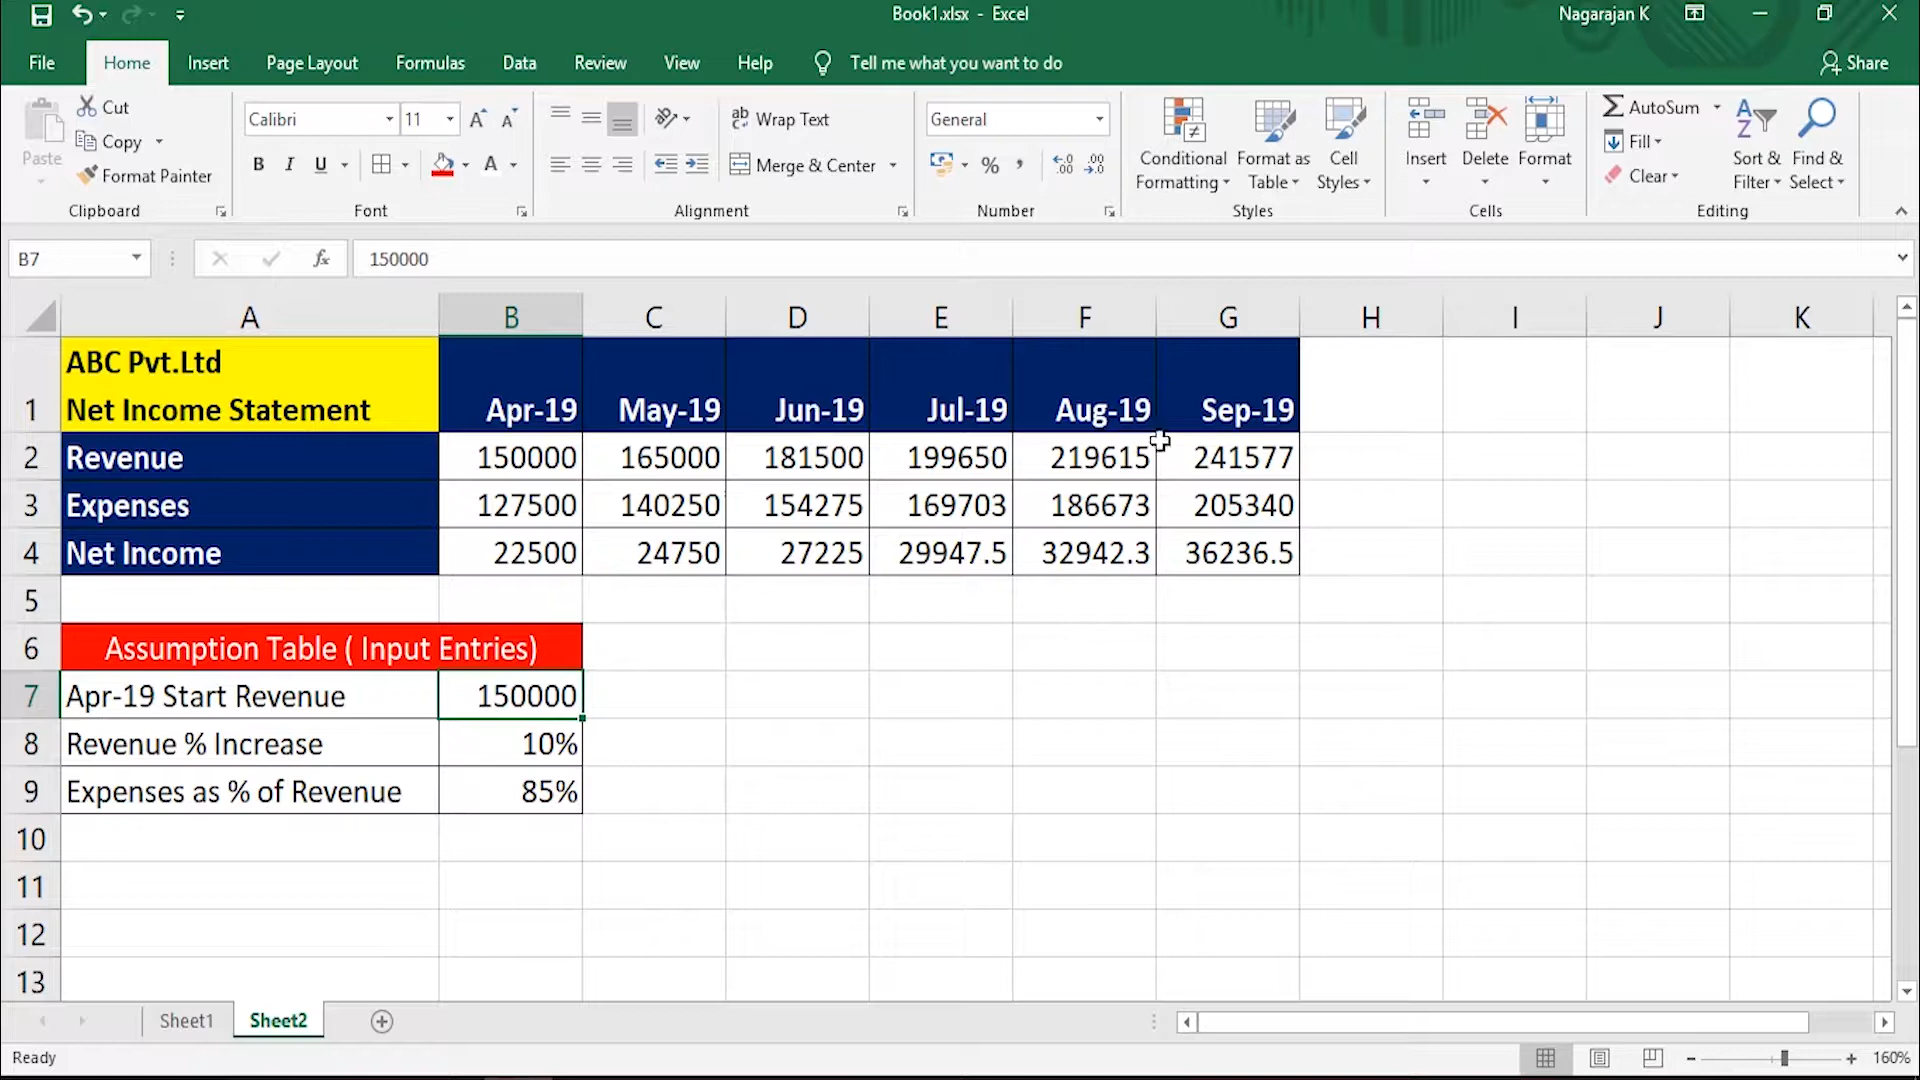 Book1.xlsx - Excel
Nagarajan K
File Home Insert Page Layout Formulas Data Review View Help Tell me what you want to do Share
Paste
Cut
Copy
Format Painter
Clipboard
Calibri 11
B I U A
Font
Wrap Text
Merge & Center
Alignment
General
%
Number
Conditional Formatting
Format as Table
Cell Styles
Styles
Insert Delete Format
Cells
AutoSum
Fill
Clear
Sort & Filter
Find & Select
Editing
B7 fx 150000
A B C D E F G H I J K
ABC Pvt.Ltd
1 Net Income Statement Apr-19 May-19 Jun-19 Jul-19 Aug-19 Sep-19
2 Revenue 150000 165000 181500 199650 219615 241577
3 Expenses 127500 140250 154275 169703 186673 205340
4 Net Income 22500 24750 27225 29947.5 32942.3 36236.5
5
6 Assumption Table ( Input Entries)
7 Apr-19 Start Revenue 150000
8 Revenue % Increase 10%
9 Expenses as % of Revenue 85%
10
11
12
13
Sheet1 Sheet2
Ready 160%